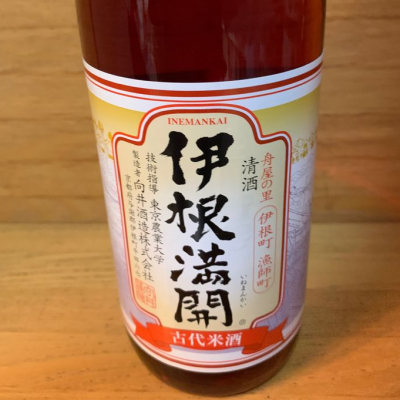 INEMANKAI
舟屋の里
伊根町 漁師町
清酒
伊根満開
いねまんかい
技術指導 東京農業大学
製造者 向井酒造株式会社
古代米酒